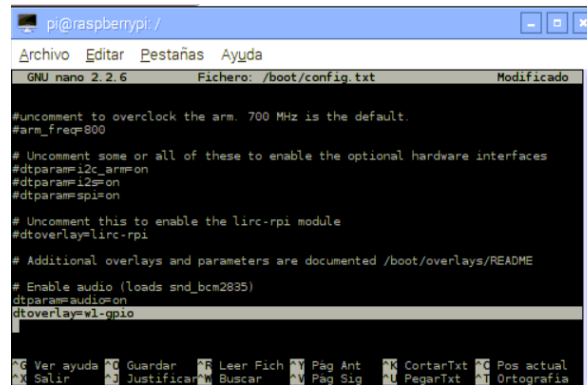 pi@raspberrypi: /
Archivo Editar Pestañas Ayuda
GNU nano 2.2.6 Fichero: /boot/config.txt Modificado
#uncomment to overclock the arm. 700 MHz is the default.
#arm_freq=800
# Uncomment some or all of these to enable the optional hardware interfaces
#dtparam=i2c_arm=on
#dtparam=i2s=on
#dtparam=spi=on
# Uncomment this to enable the lirc-rpi module
#dtoverlay=lirc-rpi
# Additional overlays and parameters are documented /boot/overlays/README
# Enable audio (loads snd_bcm2835)
dtparam=audio=on
dtoverlay=w1-gpio
^G Ver ayuda ^O Guardar ^R Leer Fich ^Y Pág Ant ^K CortarTxt ^C Pos actual
^X Salir ^J Justificar ^W Buscar ^V Pág Sig ^U PegarTxt ^T Ortografía